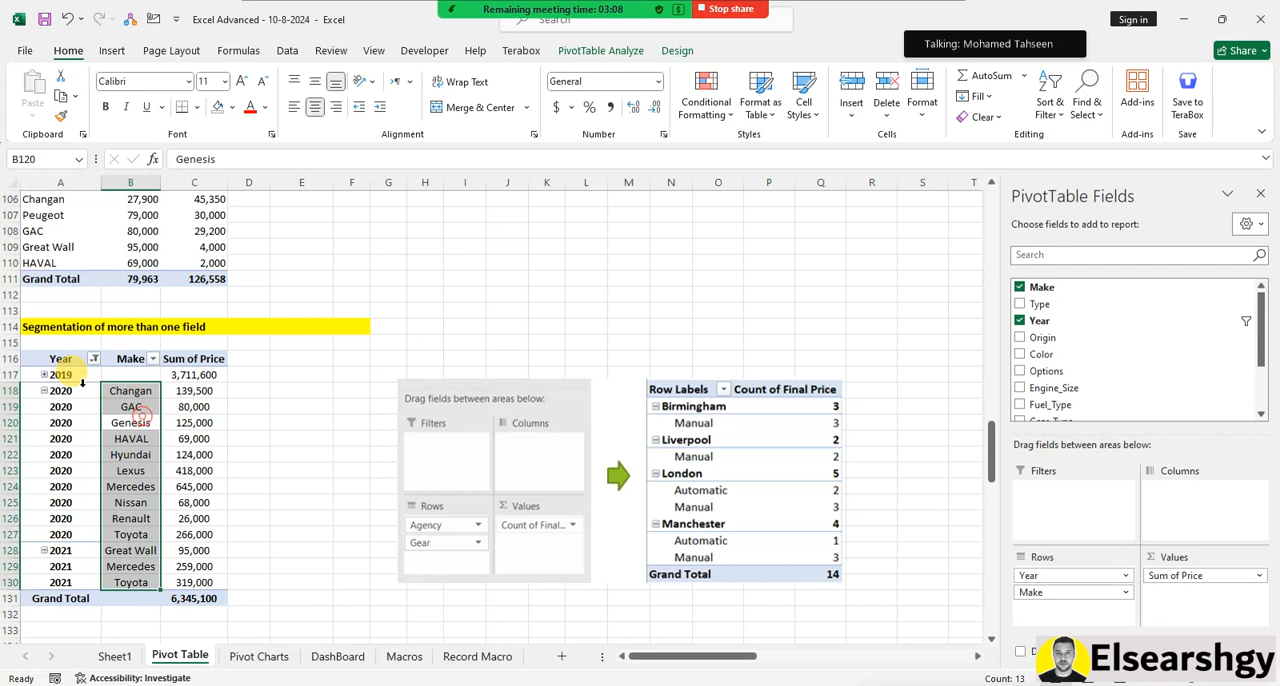 Excel Advanced - 10-8-2024 - Excel
Remaining meeting time: 03:08
Stop share
Search
Sign in
Talking: Mohamed Tahseen
File Home Insert Page Layout Formulas Data Review View Developer Help Terabox PivotTable Analyze Design
Share
Paste
Clipboard
Calibri 11
Font
Wrap Text
Merge & Center
Alignment
General
Number
Conditional Formatting
Format as Table
Cell Styles
Styles
Insert Delete Format
Cells
AutoSum
Fill
Clear
Sort & Filter
Find & Select
Editing
Add-ins
Add-ins
Save to TeraBox
Save
B120 fx Genesis
A B C D E F G H I J K L M N O P Q R S T
106 Changan 27,900 45,350
107 Peugeot 79,000 30,000
108 GAC 80,000 29,200
109 Great Wall 95,000 4,000
110 HAVAL 69,000 2,000
111 Grand Total 79,963 126,558
112
113
114 Segmentation of more than one field
115
116 Year Make Sum of Price
117 2019 3,711,600
118 2020 Changan 139,500
119 2020 GAC 80,000
120 2020 Genesis 125,000
121 2020 HAVAL 69,000
122 2020 Hyundai 124,000
123 2020 Lexus 418,000
124 2020 Mercedes 645,000
125 2020 Nissan 68,000
126 2020 Renault 26,000
127 2020 Toyota 266,000
128 2021 Great Wall 95,000
129 2021 Mercedes 259,000
130 2021 Toyota 319,000
131 Grand Total 6,345,100
132
133
Drag fields between areas below:
Filters Columns
Rows Σ Values
Agency Count of Final...
Gear
Row Labels Count of Final Price
Birmingham 3
Manual 3
Liverpool 2
Manual 2
London 5
Automatic 2
Manual 3
Manchester 4
Automatic 1
Manual 3
Grand Total 14
PivotTable Fields
Choose fields to add to report:
Search
Make
Type
Year
Origin
Color
Options
Engine_Size
Fuel_Type
Drag fields between areas below:
Filters Columns
Rows Σ Values
Year Sum of Price
Make
Sheet1 Pivot Table Pivot Charts Macros Record Macro
Ready
Accessibility: Investigate
Count: 13
Elsearshgy